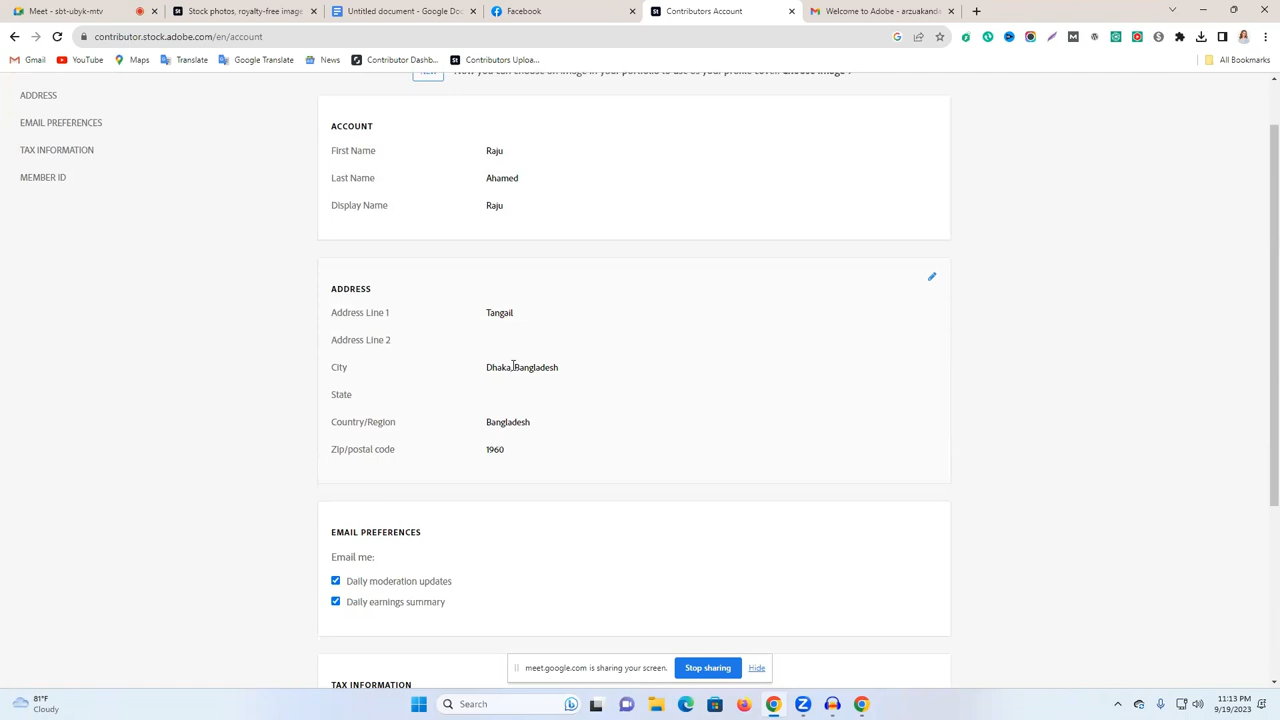 Meet - sbt-ubyk-mtv
Stock photos, royalty-free image
Untitled document - Google Docs
Facebook
Contributors Account
Welcome to Adobe - arzuakands
contributor.stock.adobe.com/en/account
Gmail
YouTube
Maps
Translate
Google Translate
News
Contributor Dashb...
Contributors Uploa...
All Bookmarks
ADDRESS
EMAIL PREFERENCES
TAX INFORMATION
MEMBER ID
ACCOUNT
First Name Raju
Last Name Ahamed
Display Name Raju
ADDRESS
Address Line 1 Tangail
Address Line 2
City Dhaka,Bangladesh
State
Country/Region Bangladesh
Zip/postal code 1960
EMAIL PREFERENCES
Email me:
Daily moderation updates
Daily earnings summary
meet.google.com is sharing your screen.
Stop sharing
Hide
TAX INFORMATION
81°F
Cloudy
Search
11:13 PM
9/19/2023